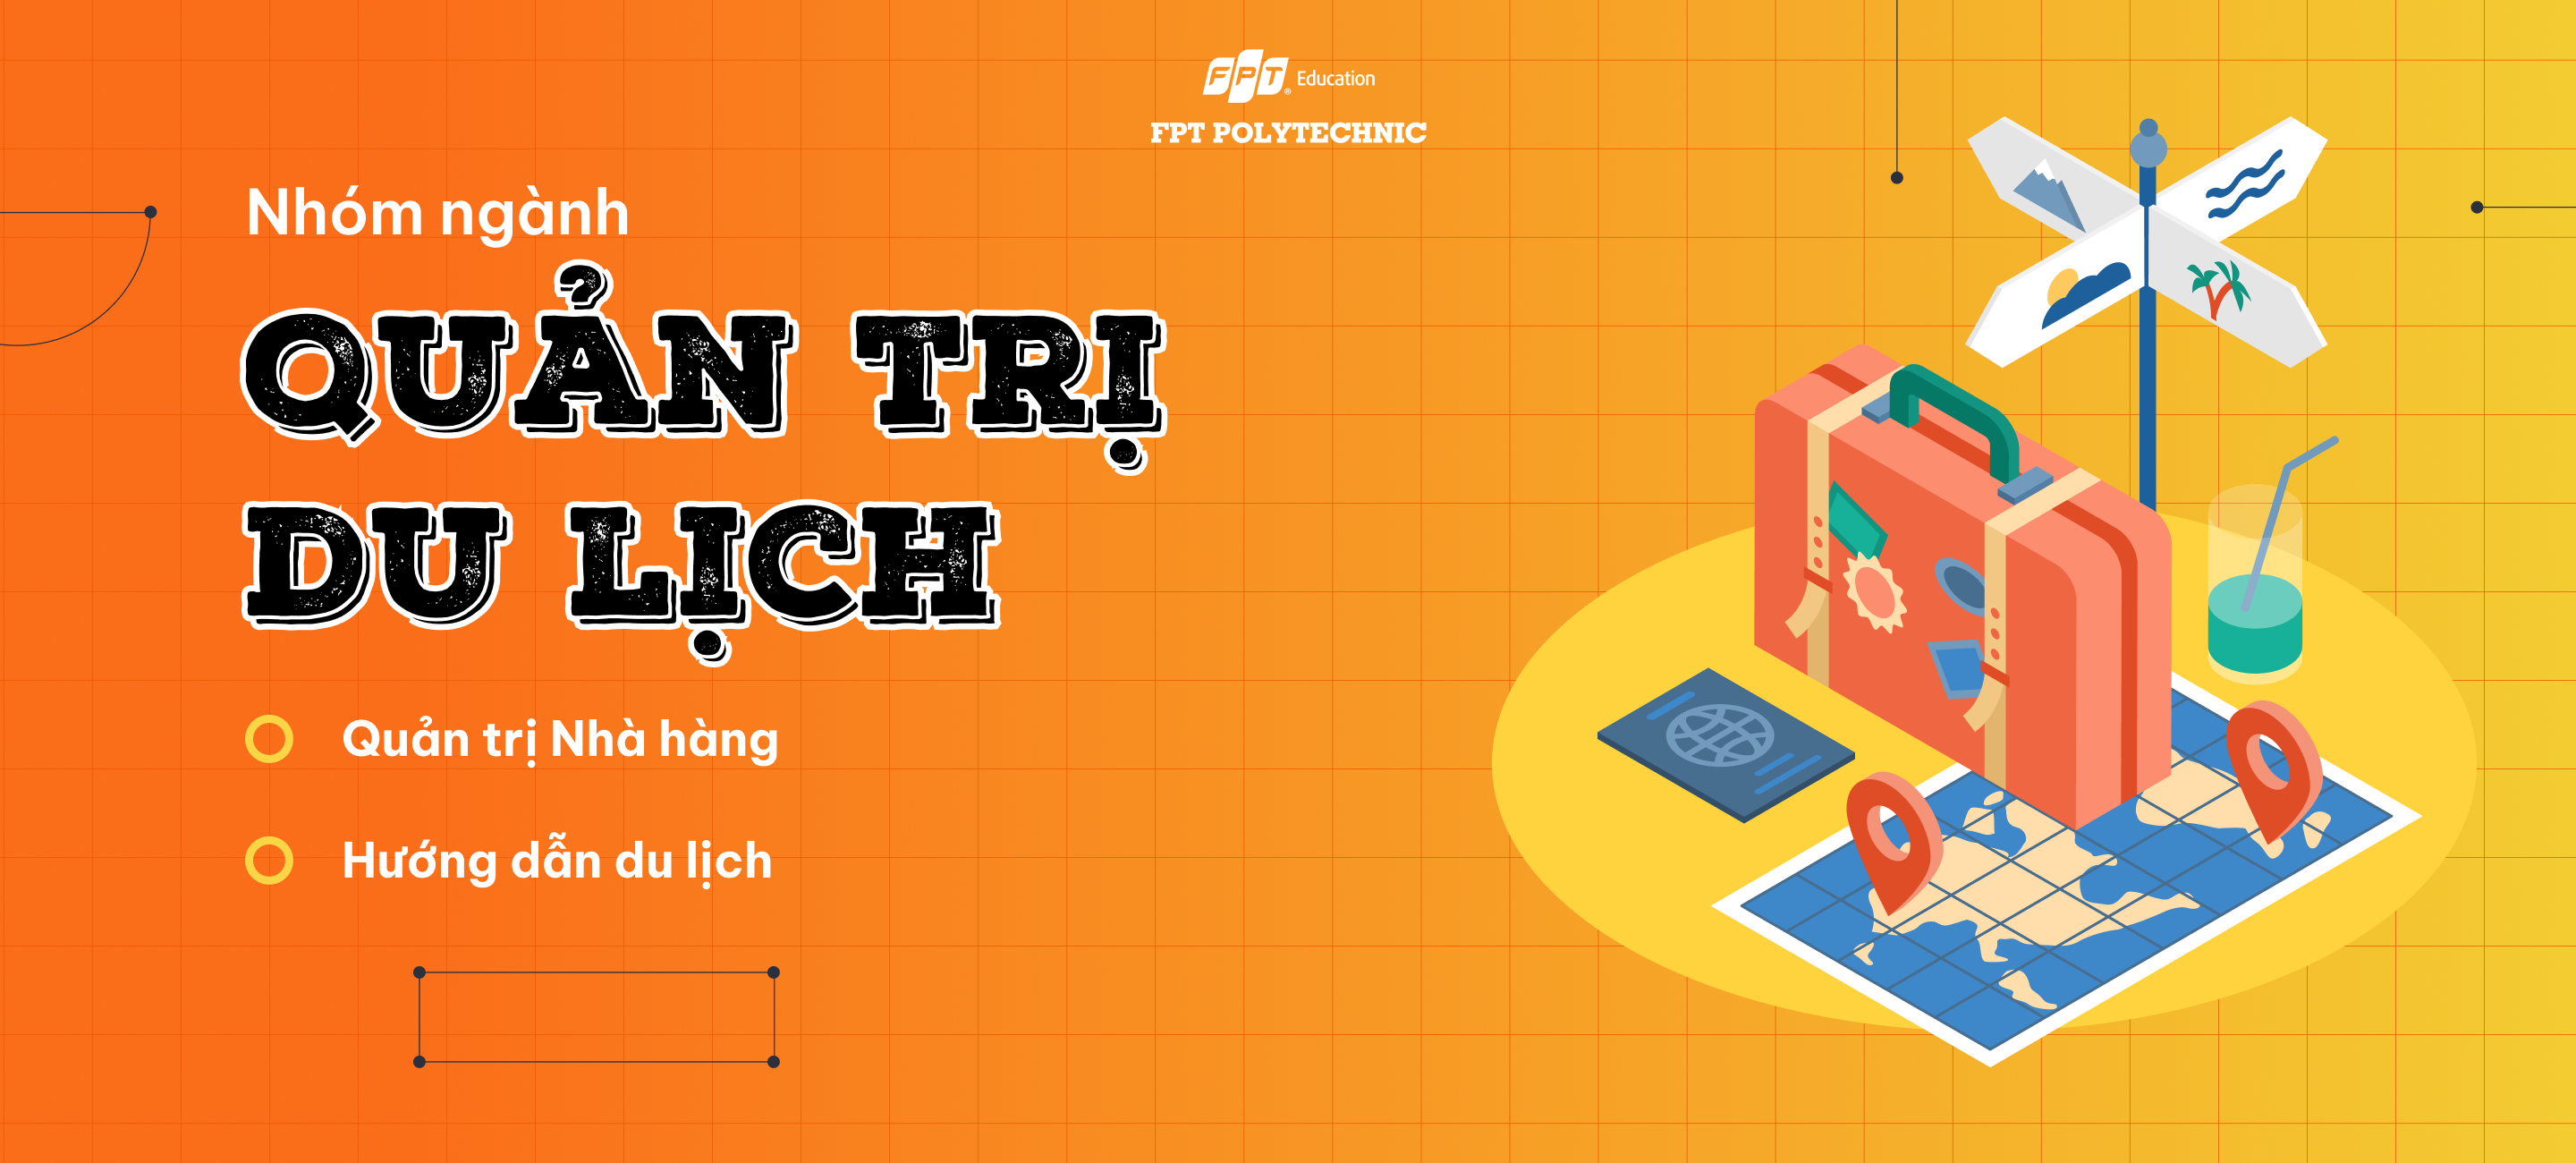 FPT® Education
FPT POLYTECHNIC
Nhóm ngành
QUẢN TRỊ
DU LỊCH
Quản trị Nhà hàng
Hướng dẫn du lịch